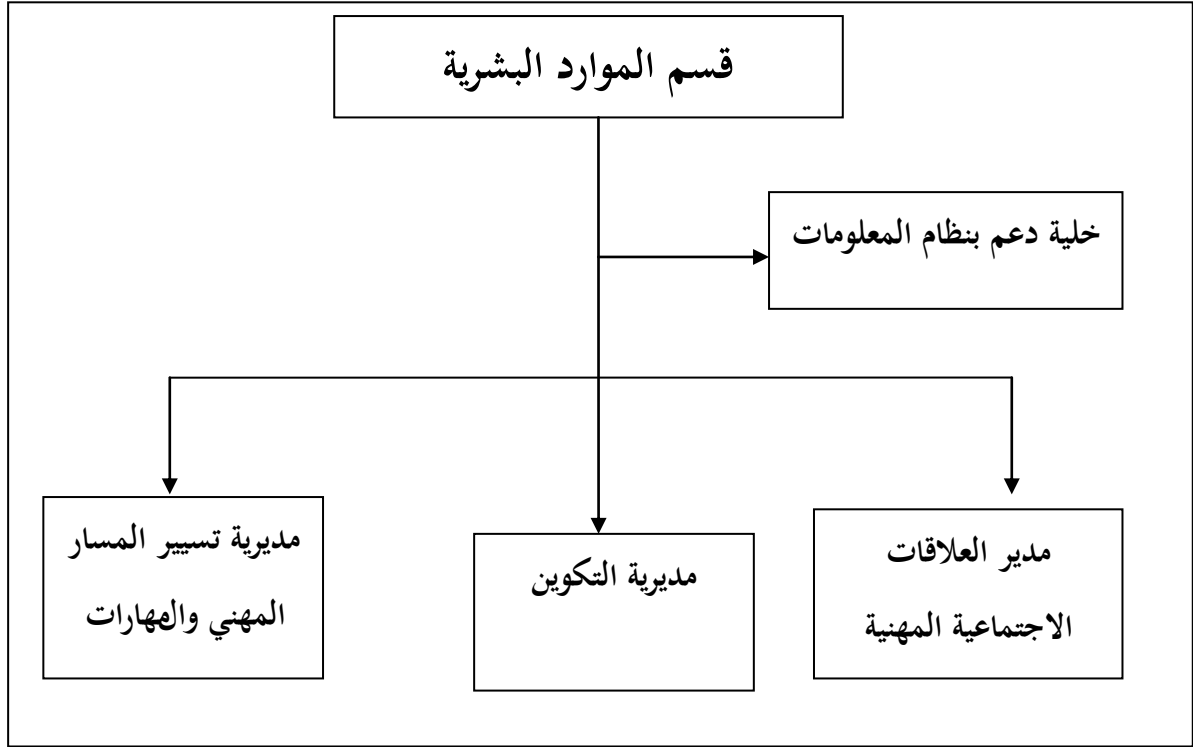 قسم الموارد البشرية
خلية دعم بنظام المعلومات
مدير العلاقات
الاجتماعية المهنية
مديرية التكوين
مديرية تسيير المسار
المهني والمهارات